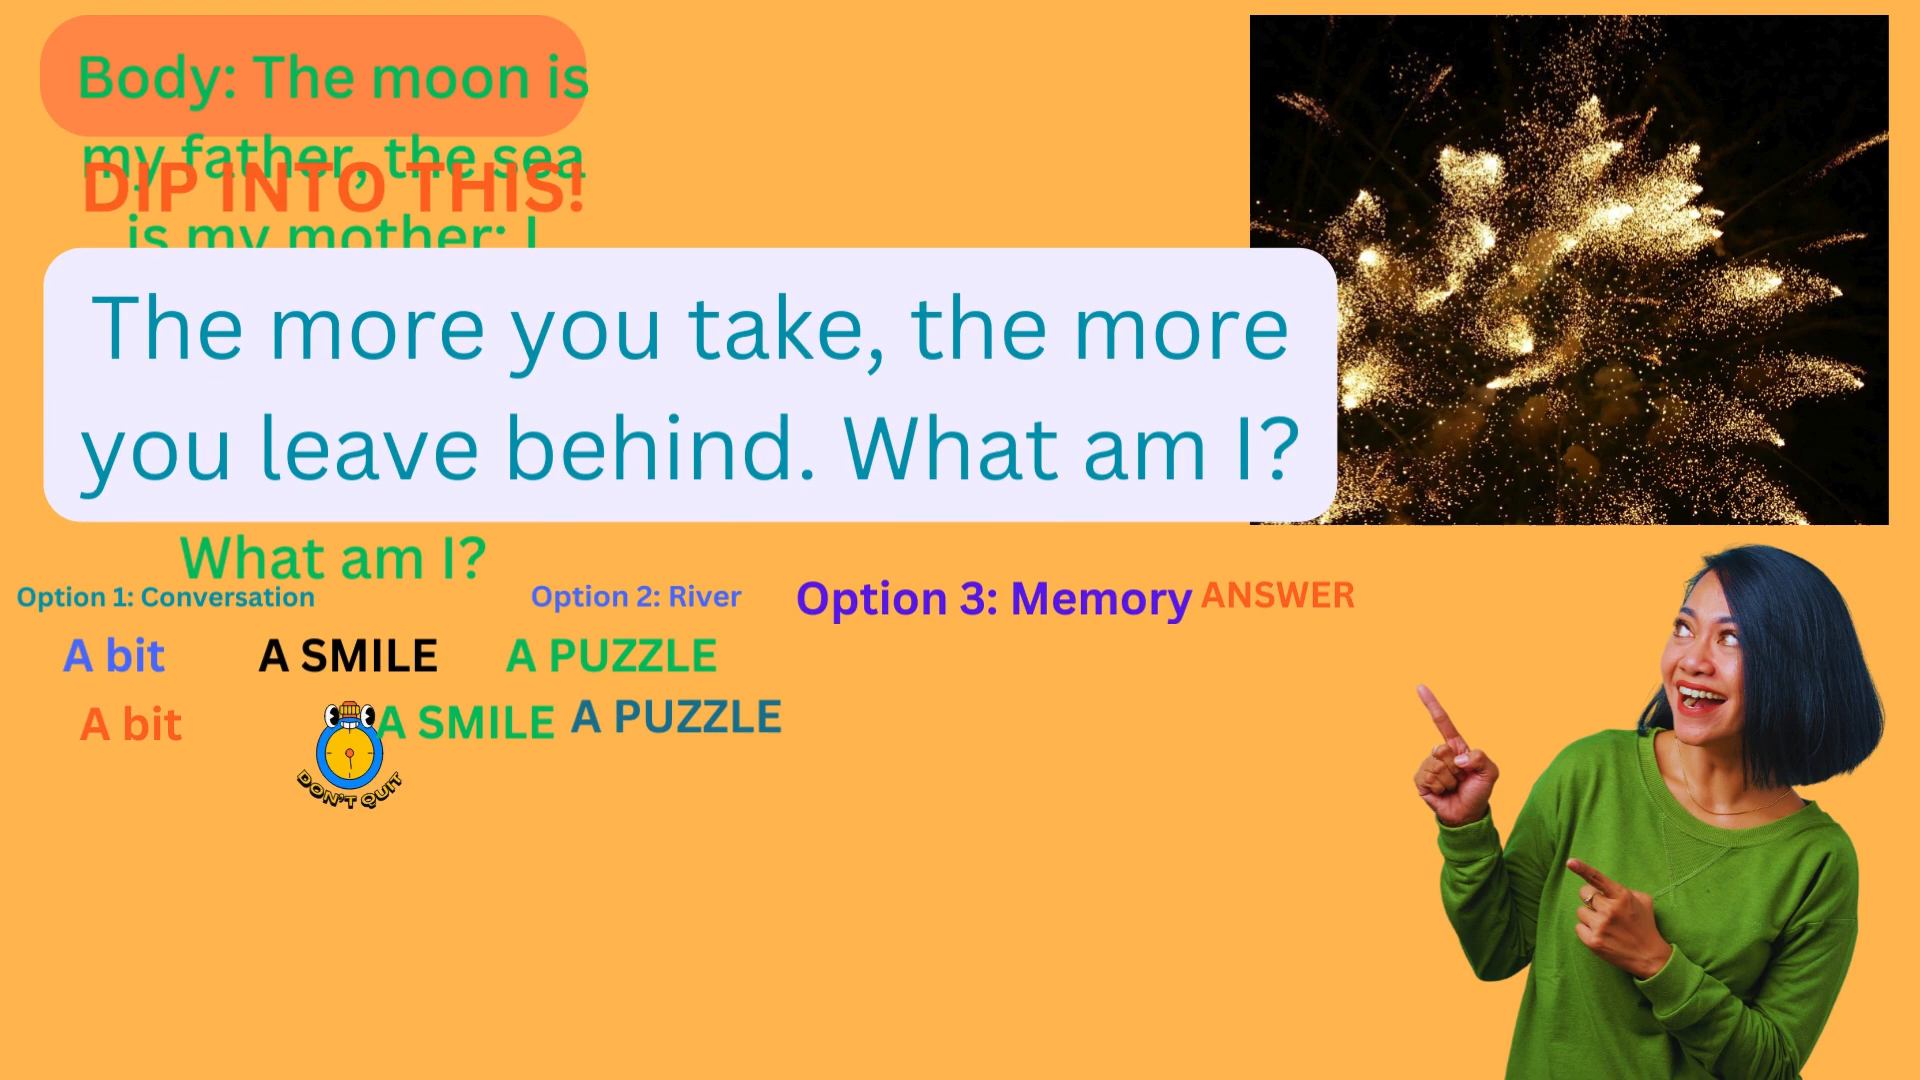 Body: The moon is
my father, the sea
DIP INTO THIS!
is my mother; I
The more you take, the more
you leave behind. What am I?
What am I?
Option 1: Conversation Option 2: River Option 3: Memory ANSWER
A bit A SMILE A PUZZLE
A bit A SMILE A PUZZLE
DON'T QUIT